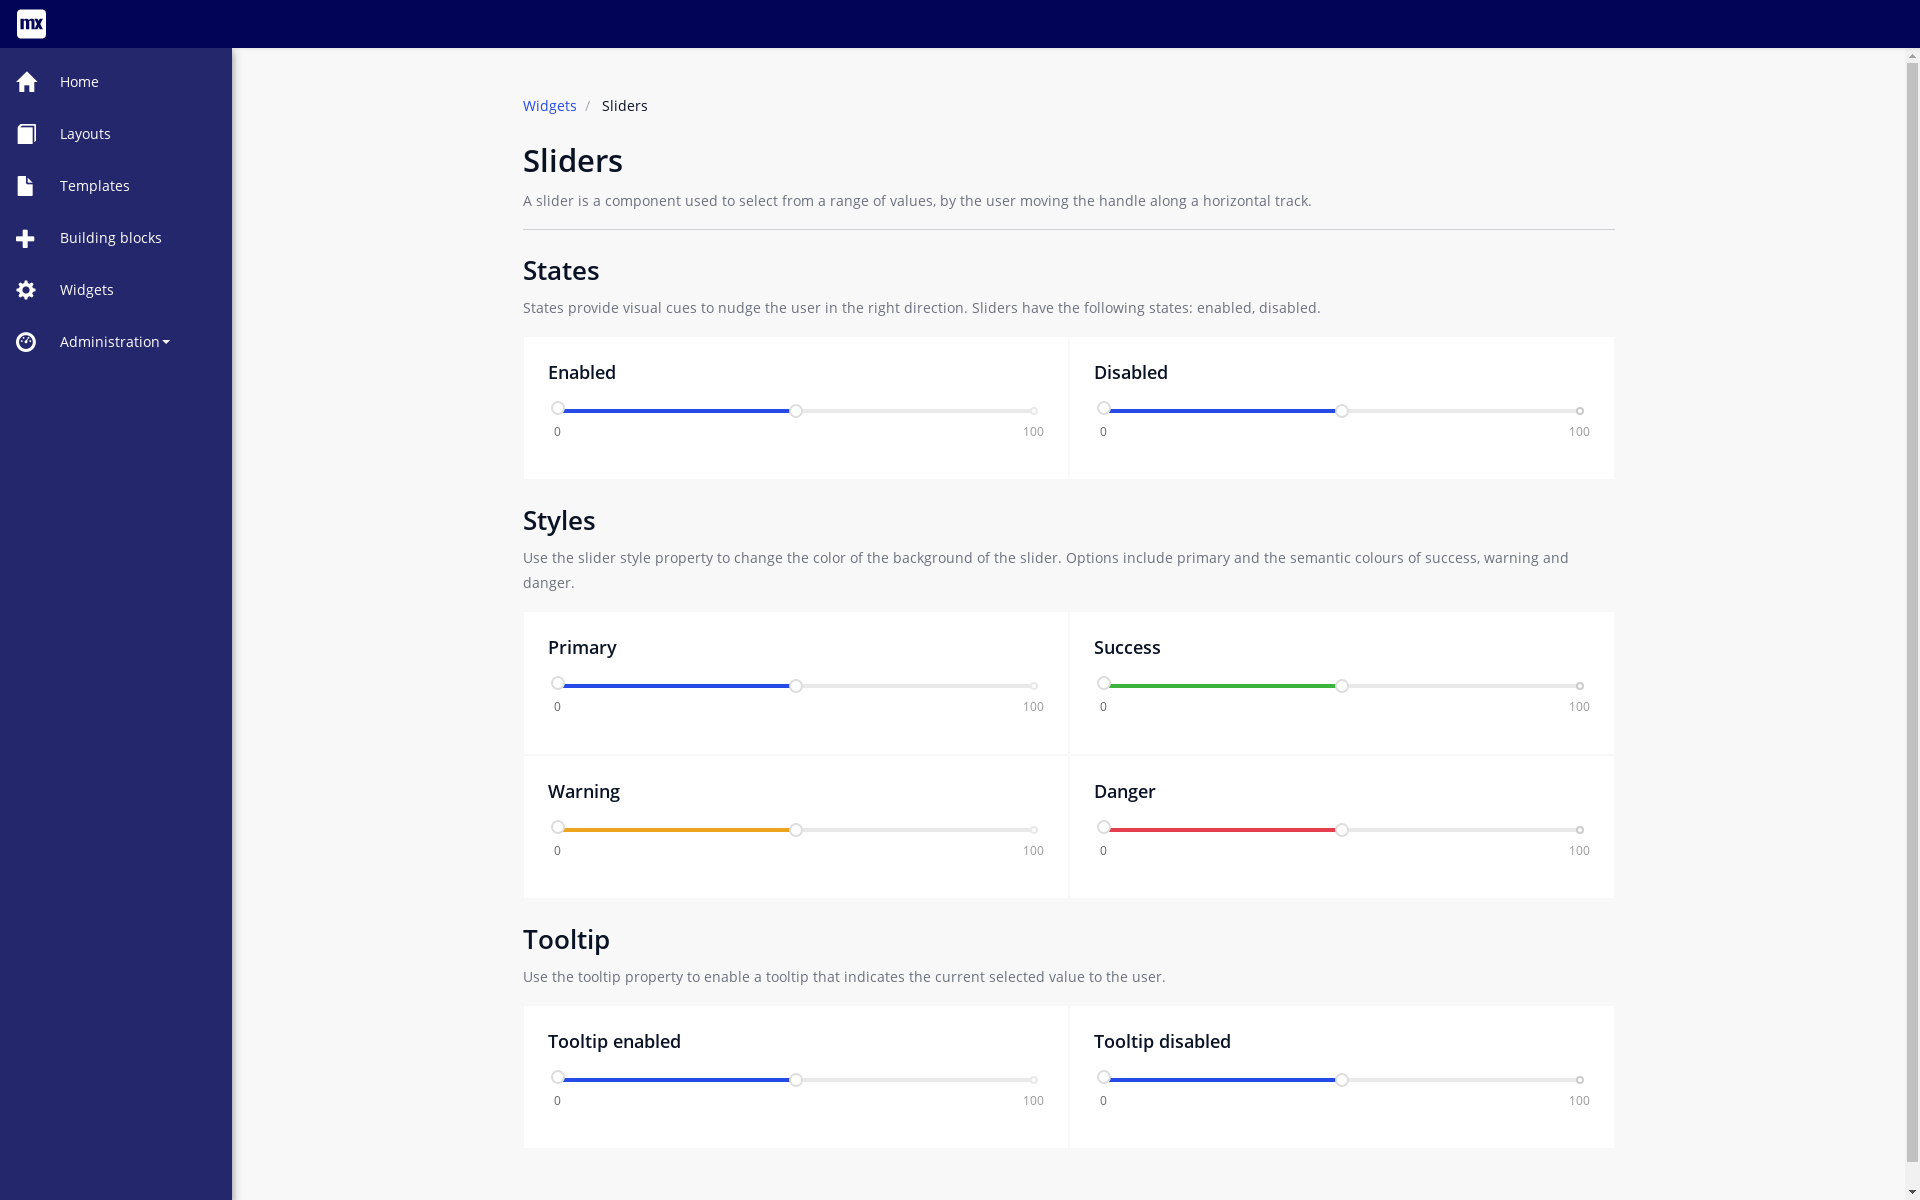 mx
Home
Layouts
Templates
Building blocks
Widgets
Administration
Widgets / Sliders
Sliders
A slider is a component used to select from a range of values, by the user moving the handle along a horizontal track.
States
States provide visual cues to nudge the user in the right direction. Sliders have the following states: enabled, disabled.
Enabled
0 100
Disabled
0 100
Styles
Use the slider style property to change the color of the background of the slider. Options include primary and the semantic colours of success, warning and
danger.
Primary
0 100
Success
0 100
Warning
0 100
Danger
0 100
Tooltip
Use the tooltip property to enable a tooltip that indicates the current selected value to the user.
Tooltip enabled
0 100
Tooltip disabled
0 100